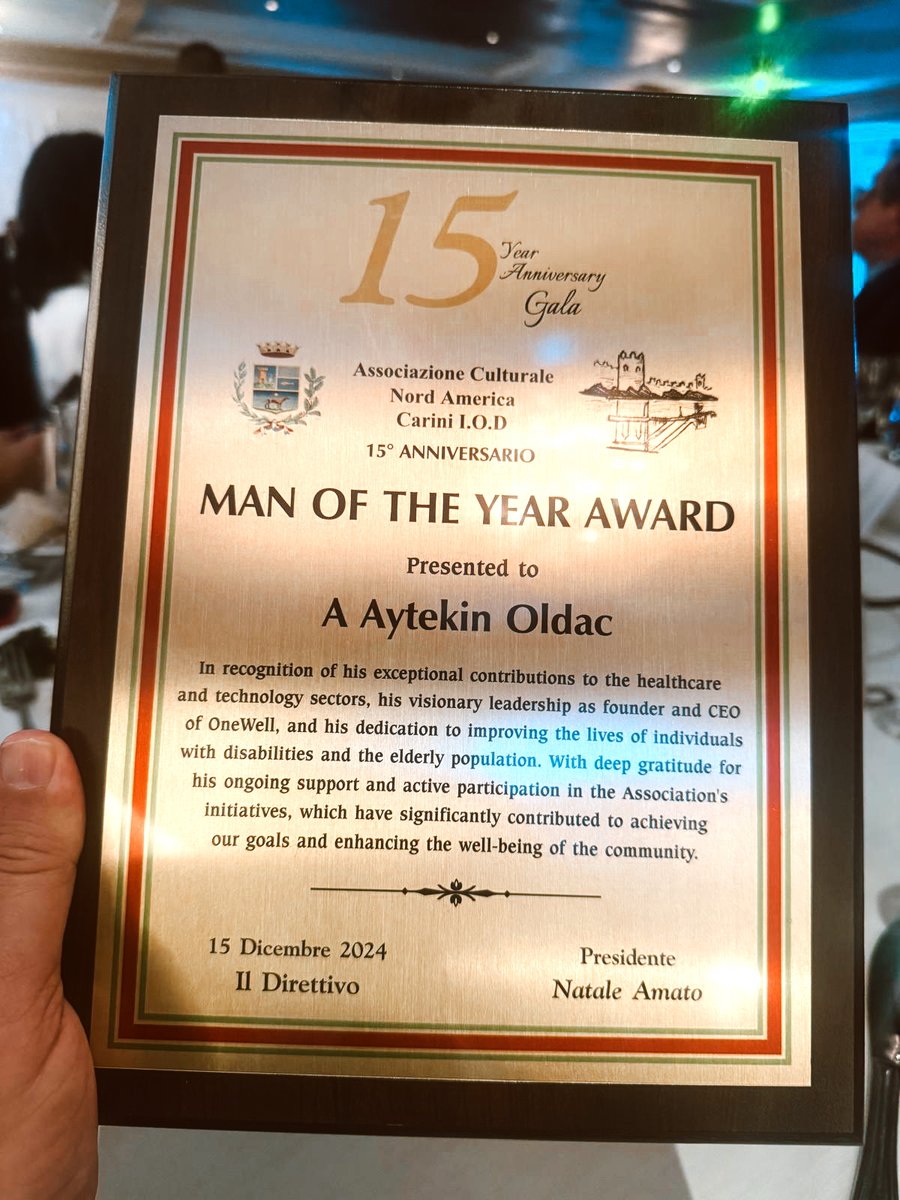 15 Year
Anniversary
Gala
Associazione Culturale
Nord America
Carini I.O.D
15° ANNIVERSARIO
MAN OF THE YEAR AWARD
Presented to
A Aytekin Oldac
In recognition of his exceptional contributions to the healthcare
and technology sectors, his visionary leadership as founder and CEO
of OneWell, and his dedication to improving the lives of individuals
with disabilities and the elderly population. With deep gratitude for
his ongoing support and active participation in the Association's
initiatives, which have significantly contributed to achieving
our goals and enhancing the well-being of the community.
15 Dicembre 2024
Il Direttivo
Presidente
Natale Amato